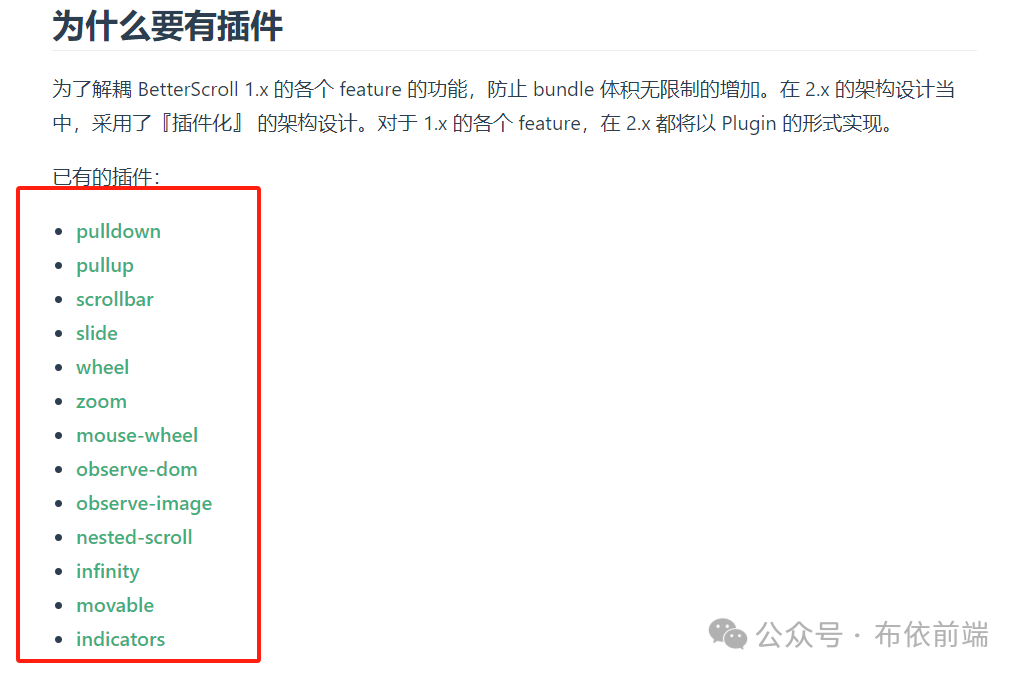 为什么要有插件
为了解耦 BetterScroll 1.x 的各个 feature 的功能，防止 bundle 体积无限制的增加。在 2.x 的架构设计当
中，采用了『插件化』 的架构设计。对于 1.x 的各个 feature，在 2.x 都将以 Plugin 的形式实现。
已有的插件：
pulldown
pullup
scrollbar
slide
wheel
zoom
mouse-wheel
observe-dom
observe-image
nested-scroll
infinity
movable
indicators
公众号 · 布依前端